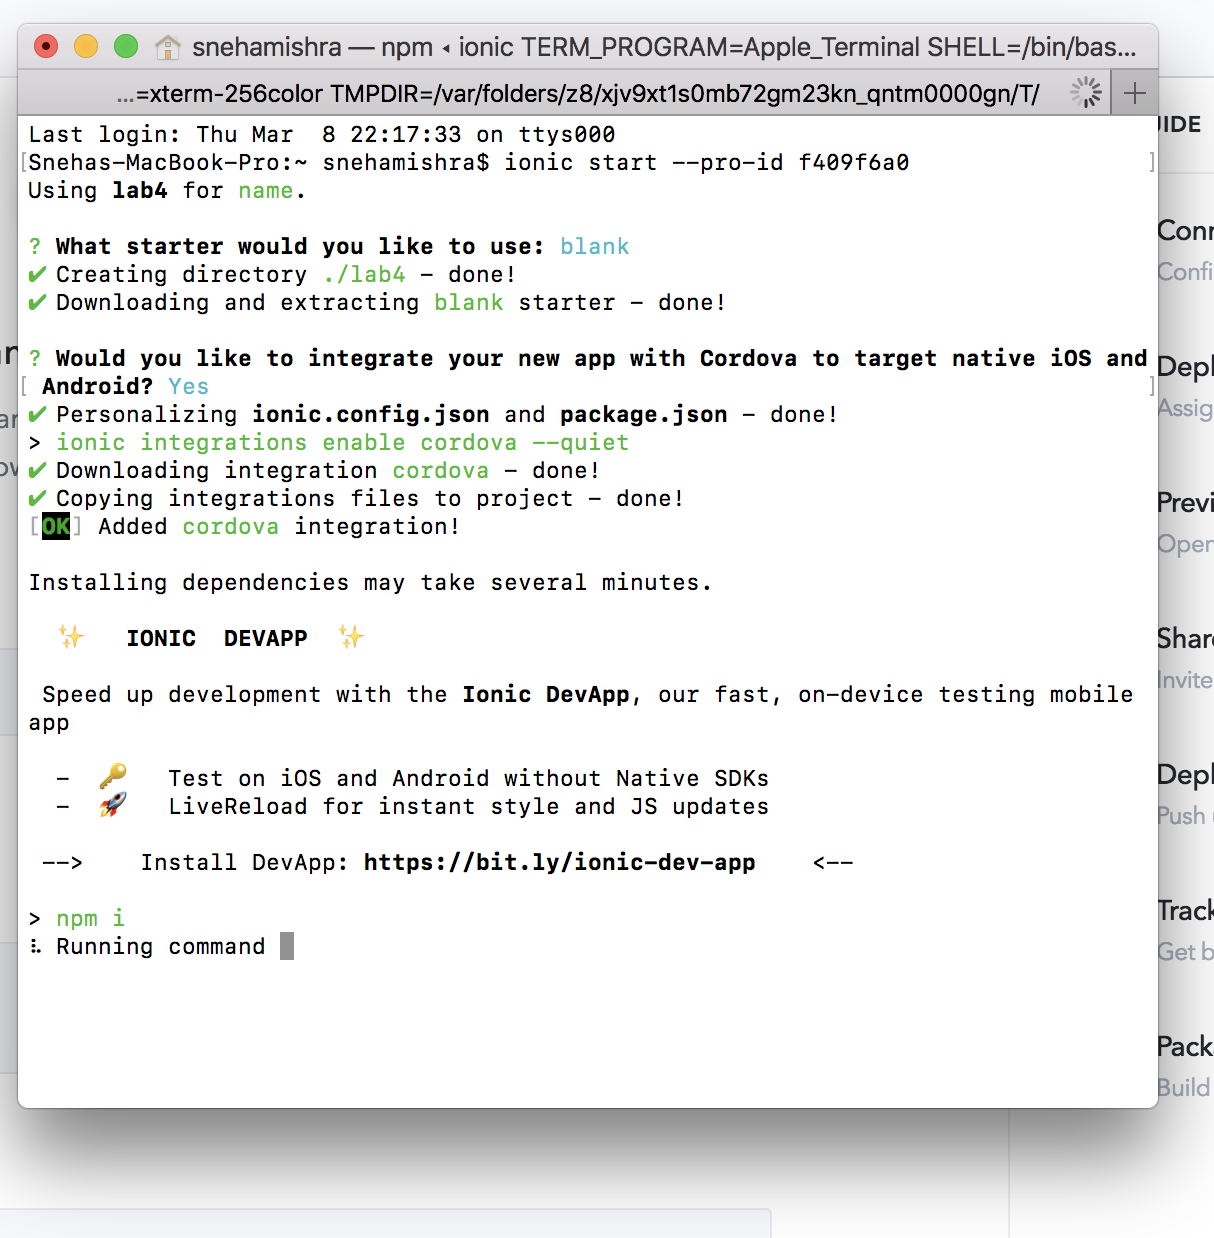 snehamishra — npm ◂ ionic TERM_PROGRAM=Apple_Terminal SHELL=/bin/bas...
...=xterm-256color TMPDIR=/var/folders/z8/xjv9xt1s0mb72gm23kn_qntm0000gn/T/
Last login: Thu Mar  8 22:17:33 on ttys000
[Snehas-MacBook-Pro:~ snehamishra$ ionic start --pro-id f409f6a0 ]
Using lab4 for name.
? What starter would you like to use: blank
✔ Creating directory ./lab4 - done!
✔ Downloading and extracting blank starter - done!
? Would you like to integrate your new app with Cordova to target native iOS and
[ Android? Yes ]
✔ Personalizing ionic.config.json and package.json - done!
> ionic integrations enable cordova --quiet
✔ Downloading integration cordova - done!
✔ Copying integrations files to project - done!
[OK] Added cordova integration!
Installing dependencies may take several minutes.
✨ IONIC DEVAPP ✨
Speed up development with the Ionic DevApp, our fast, on-device testing mobile
app
- 🔑 Test on iOS and Android without Native SDKs
- 🚀 LiveReload for instant style and JS updates
--> Install DevApp: https://bit.ly/ionic-dev-app <--
> npm i
⠧ Running command
Confi
Assig
Previ
Open
Share
Invite
Push
Track
Get b
Pack
Build